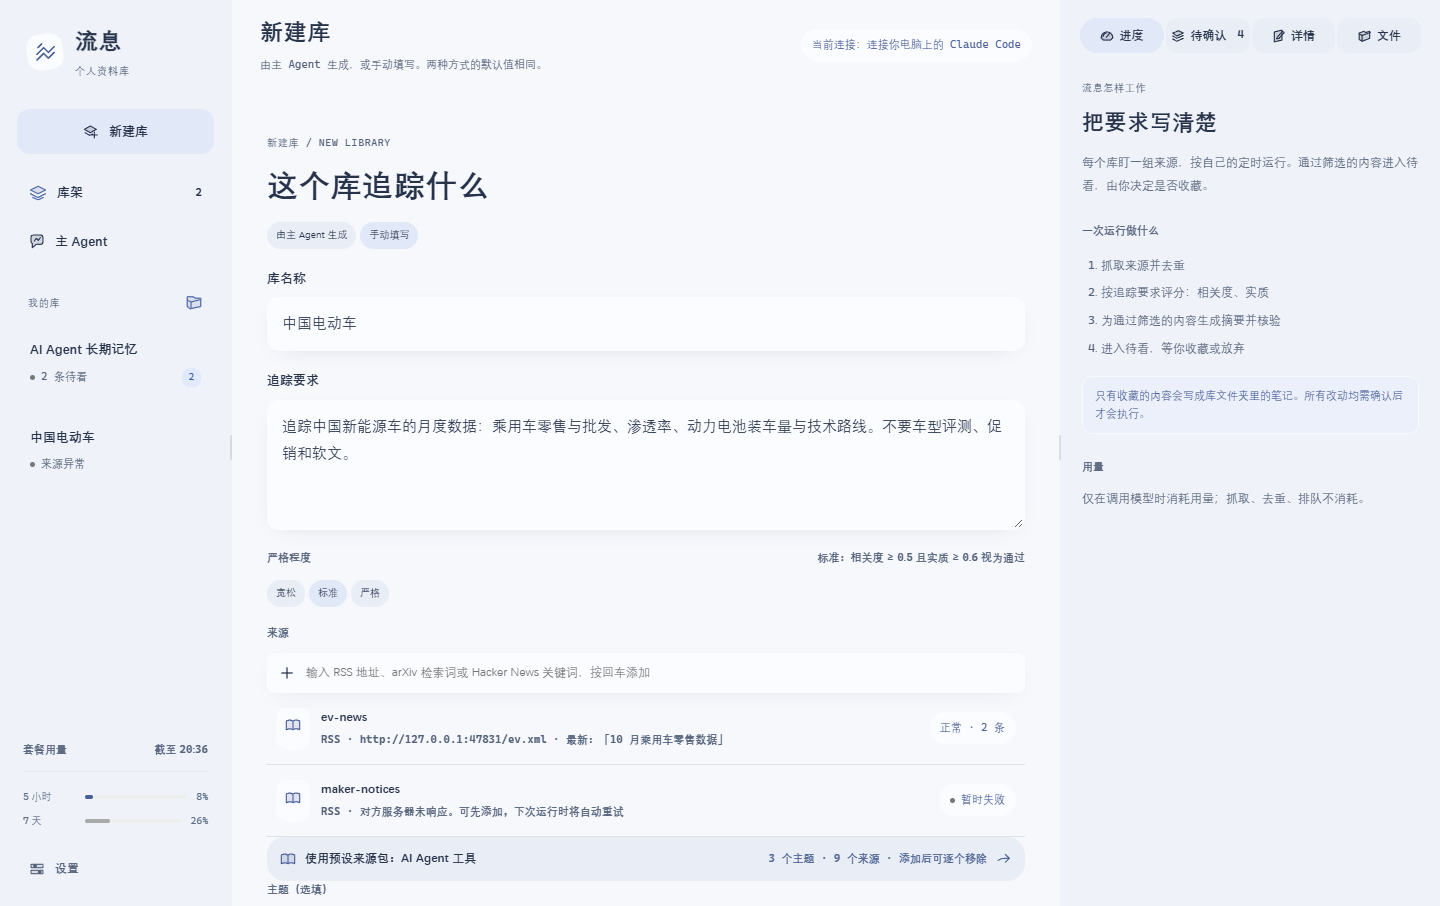 流息
个人资料库
新建库
库架 2
主 Agent
我的库
AI Agent 长期记忆
2 条待看 2
中国电动车
来源异常
套餐用量 截至 20:36
5 小时 8%
7 天 26%
设置
新建库
由主 Agent 生成，或手动填写。两种方式的默认值相同。
当前连接：连接你电脑上的 Claude Code
新建库 / NEW LIBRARY
这个库追踪什么
由主 Agent 生成 手动填写
库名称
中国电动车
追踪要求
追踪中国新能源车的月度数据：乘用车零售与批发、渗透率、动力电池装车量与技术路线。不要车型评测、促
销和软文。
严格程度 标准：相关度 ≥ 0.5 且实质 ≥ 0.6 视为通过
宽松 标准 严格
来源
输入 RSS 地址、arXiv 检索词或 Hacker News 关键词，按回车添加
ev-news
RSS · http://127.0.0.1:47831/ev.xml · 最新：「10 月乘用车零售数据」
正常 · 2 条
maker-notices
RSS · 对方服务器未响应。可先添加，下次运行时将自动重试
暂时失败
使用预设来源包：AI Agent 工具 3 个主题 · 9 个来源 · 添加后可逐个移除
主题（选填）
进度 待确认 4 详情 文件
流息怎样工作
把要求写清楚
每个库盯一组来源，按自己的定时运行。通过筛选的内容进入待
看，由你决定是否收藏。
一次运行做什么
1. 抓取来源并去重
2. 按追踪要求评分：相关度、实质
3. 为通过筛选的内容生成摘要并核验
4. 进入待看，等你收藏或放弃
只有收藏的内容会写成库文件夹里的笔记。所有改动均需确认后
才会执行。
用量
仅在调用模型时消耗用量；抓取、去重、排队不消耗。